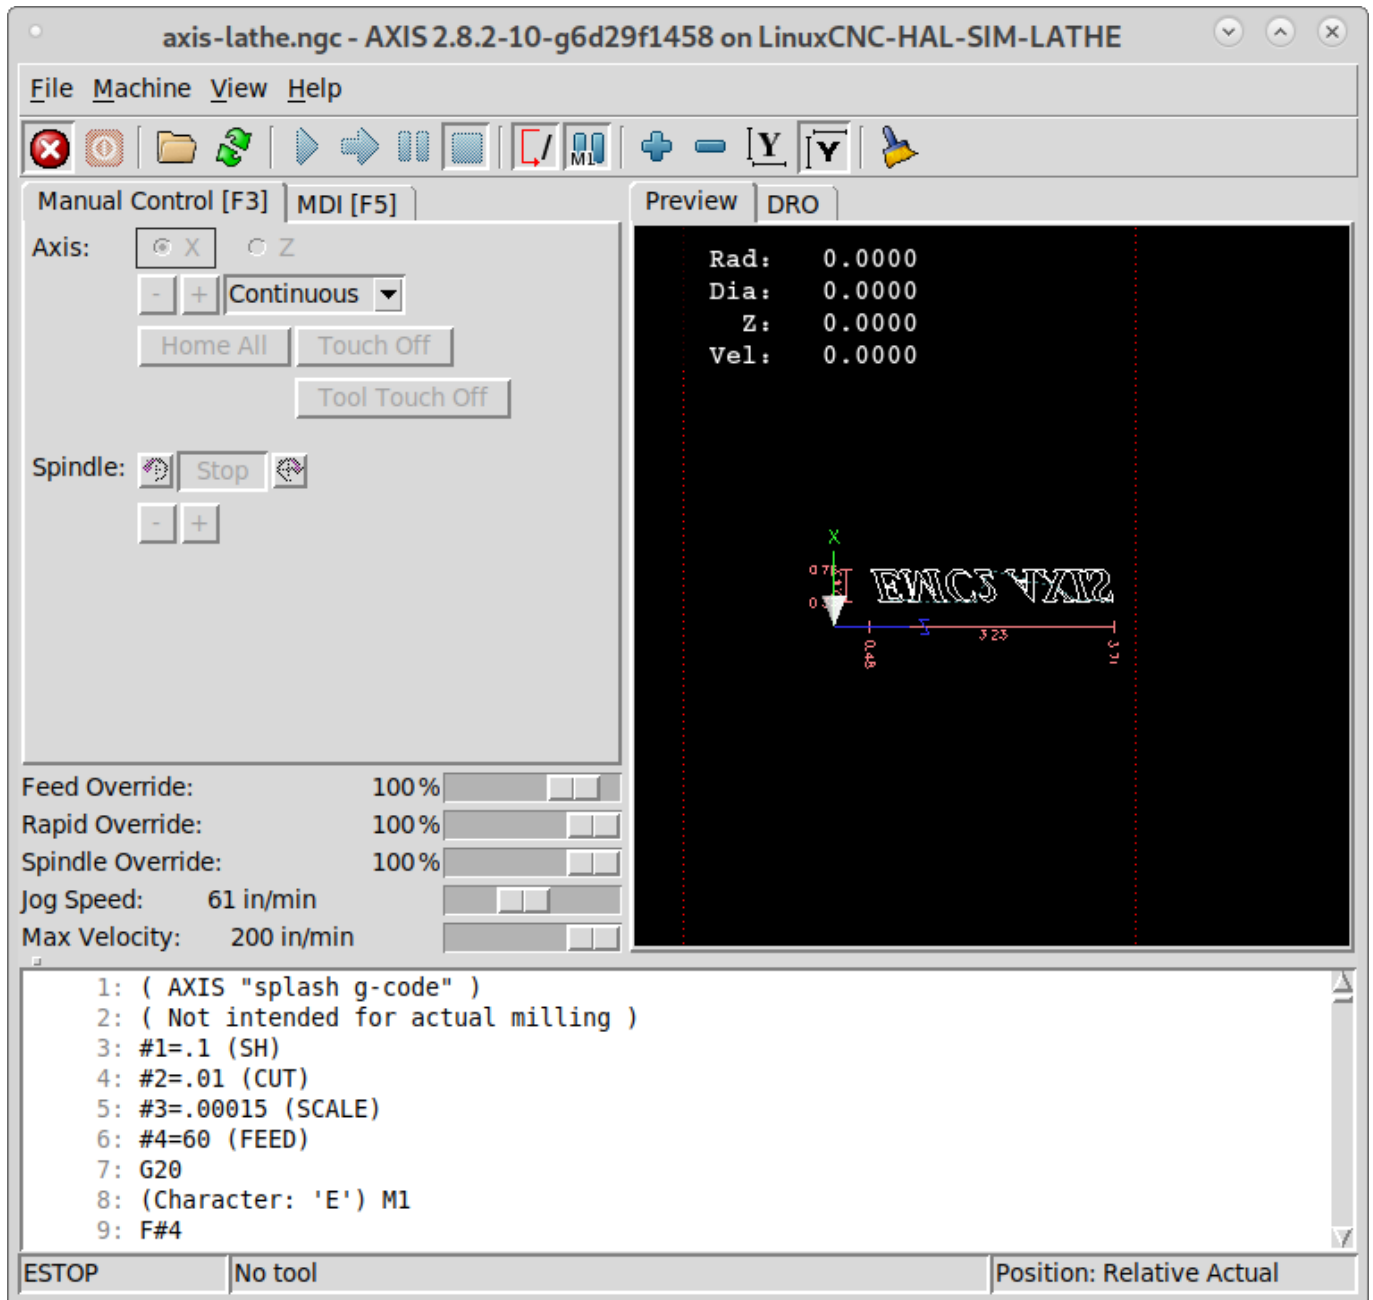 axis-lathe.ngc - AXIS 2.8.2-10-g6d29f1458 on LinuxCNC-HAL-SIM-LATHE
File Machine View Help
M1 Y Y
Manual Control [F3] MDI [F5]
Preview DRO
Axis: X Z
- + Continuous
Home All Touch Off
Tool Touch Off
Spindle: Stop
- +
Rad: 0.0000
Dia: 0.0000
Z: 0.0000
Vel: 0.0000
X
EMC2 AXIS
3.23
0.48
3.71
Feed Override: 100%
Rapid Override: 100%
Spindle Override: 100%
Jog Speed: 61 in/min
Max Velocity: 200 in/min
1: ( AXIS "splash g-code" )
2: ( Not intended for actual milling )
3: #1=.1 (SH)
4: #2=.01 (CUT)
5: #3=.00015 (SCALE)
6: #4=60 (FEED)
7: G20
8: (Character: 'E') M1
9: F#4
ESTOP No tool Position: Relative Actual